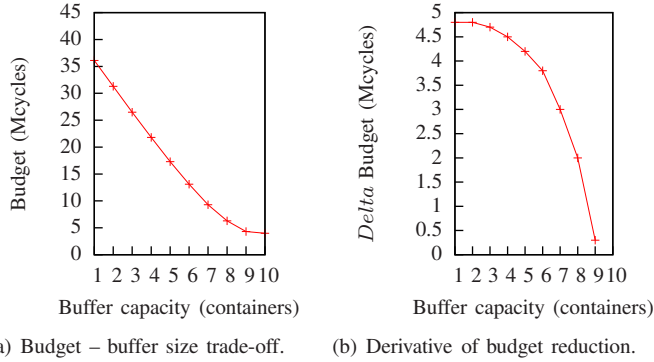 45
40
35
30
25
20
15
10
5
0
Budget (Mcycles)
1 2 3 4 5 6 7 8 9 10
Buffer capacity (containers)
a) Budget – buffer size trade-off.
5
4.5
4
3.5
3
2.5
2
1.5
1
0.5
0
Delta Budget (Mcycles)
1 2 3 4 5 6 7 8 9 10
Buffer capacity (containers)
(b) Derivative of budget reduction.